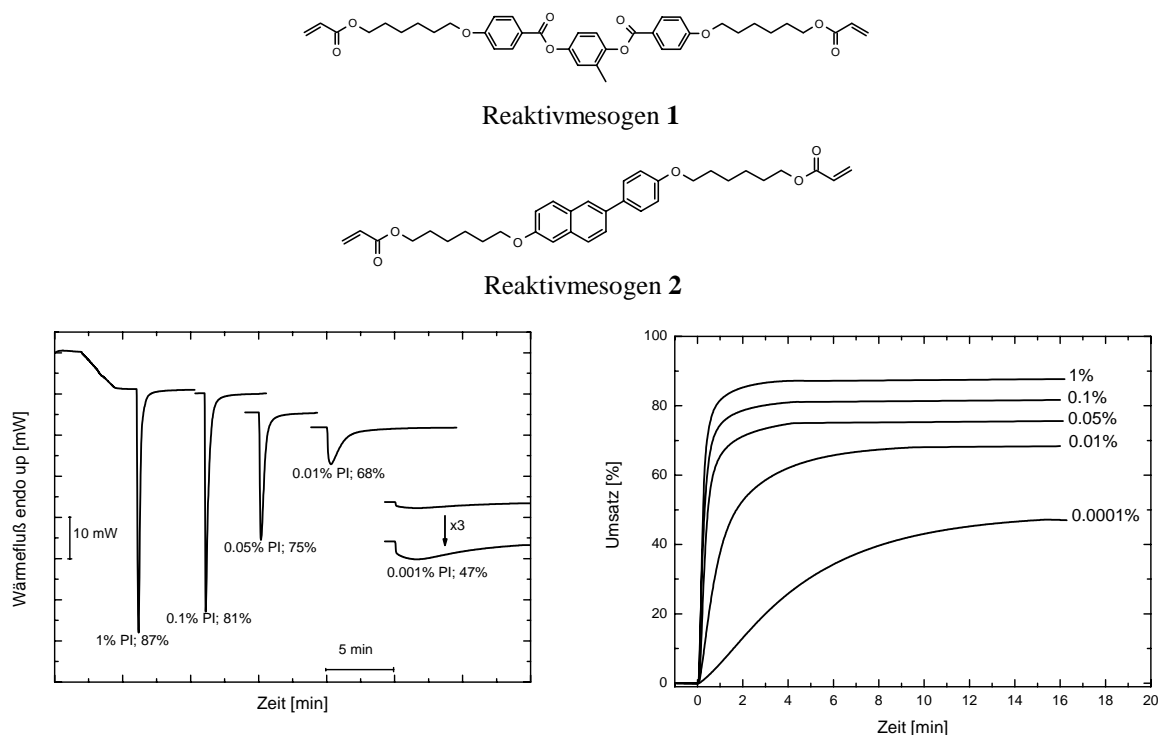 O
O
O
O
O
O
O
O
O
O
Reaktivmesogen 1
O
O
O
O
O
O
Reaktivmesogen 2
Wärmefluß endo up [mW]
10 mW
1% PI; 87%
0.1% PI; 81%
0.05% PI; 75%
0.01% PI; 68%
x3
0.001% PI; 47%
5 min
Zeit [min]
Umsatz [%]
100
80
60
40
20
0
1%
0.1%
0.05%
0.01%
0.0001%
0 2 4 6 8 10 12 14 16 18 20
Zeit [min]